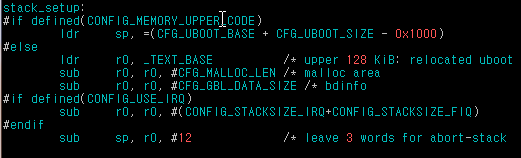 stack_setup:
#if defined(CONFIG_MEMORY_UPPER_CODE)
ldr sp, =(CFG_UBOOT_BASE + CFG_UBOOT_SIZE - 0x1000)
#else
ldr r0, _TEXT_BASE /* upper 128 KiB: relocated uboot
sub r0, r0, #CFG_MALLOC_LEN /* malloc area
sub r0, r0, #CFG_GBL_DATA_SIZE /* bdinfo
#if defined(CONFIG_USE_IRQ)
sub r0, r0, #(CONFIG_STACKSIZE_IRQ+CONFIG_STACKSIZE_FIQ)
#endif
sub sp, r0, #12 /* leave 3 words for abort-stack